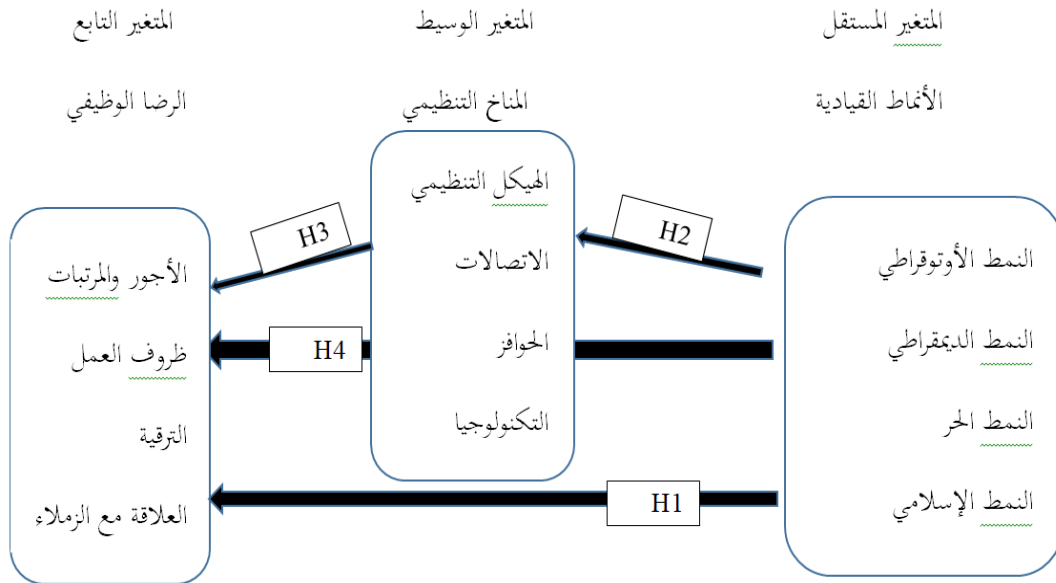 المتغير المستقل
المتغير الوسيط
المتغير التابع
الأنماط القيادية
المناخ التنظيمي
الرضا الوظيفي
النمط الأوتوقراطي
النمط الديمقراطي
النمط الحر
النمط الإسلامي
H2
H1
الهيكل التنظيمي
الاتصالات
الحوافز
التكنولوجيا
H3
H4
الأجور والمرتبات
ظروف العمل
الترقية
العلاقة مع الزملاء